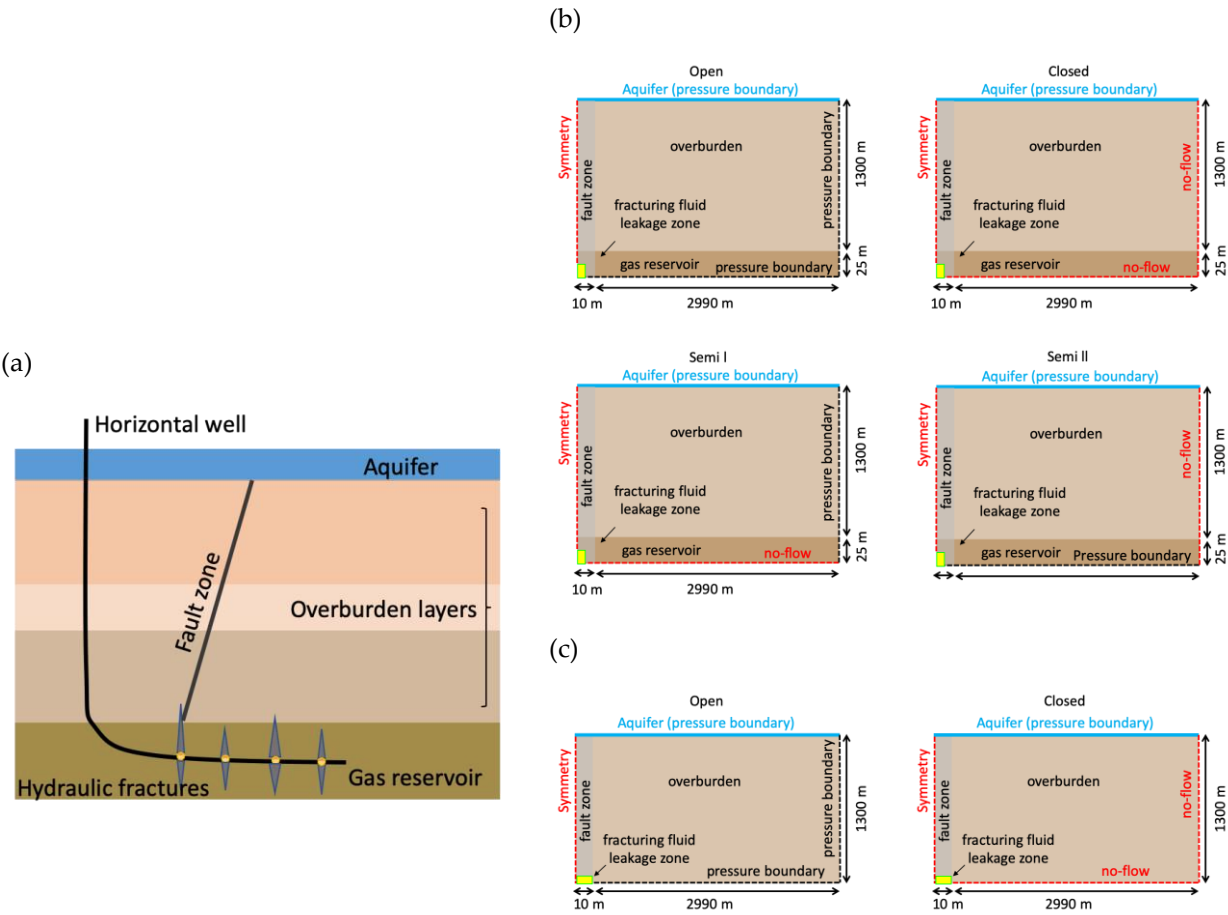 (a)
Horizontal well
Aquifer
Fault zone
Overburden layers
Hydraulic fractures
Gas reservoir
(b)
Open
Aquifer (pressure boundary)
Symmetry
fault zone
overburden
pressure boundary
1300 m
fracturing fluid
leakage zone
gas reservoir
pressure boundary
25 m
10 m
2990 m
Closed
Aquifer (pressure boundary)
Symmetry
fault zone
overburden
no-flow
1300 m
fracturing fluid
leakage zone
gas reservoir
no-flow
25 m
10 m
2990 m
Semi I
Aquifer (pressure boundary)
Symmetry
fault zone
overburden
pressure boundary
1300 m
fracturing fluid
leakage zone
gas reservoir
no-flow
25 m
10 m
2990 m
Semi II
Aquifer (pressure boundary)
Symmetry
fault zone
overburden
no-flow
1300 m
fracturing fluid
leakage zone
gas reservoir
Pressure boundary
25 m
10 m
2990 m
(c)
Open
Aquifer (pressure boundary)
Symmetry
fault zone
overburden
pressure boundary
1300 m
fracturing fluid
leakage zone
pressure boundary
10 m
2990 m
Closed
Aquifer (pressure boundary)
Symmetry
fault zone
overburden
no-flow
1300 m
fracturing fluid
leakage zone
no-flow
10 m
2990 m